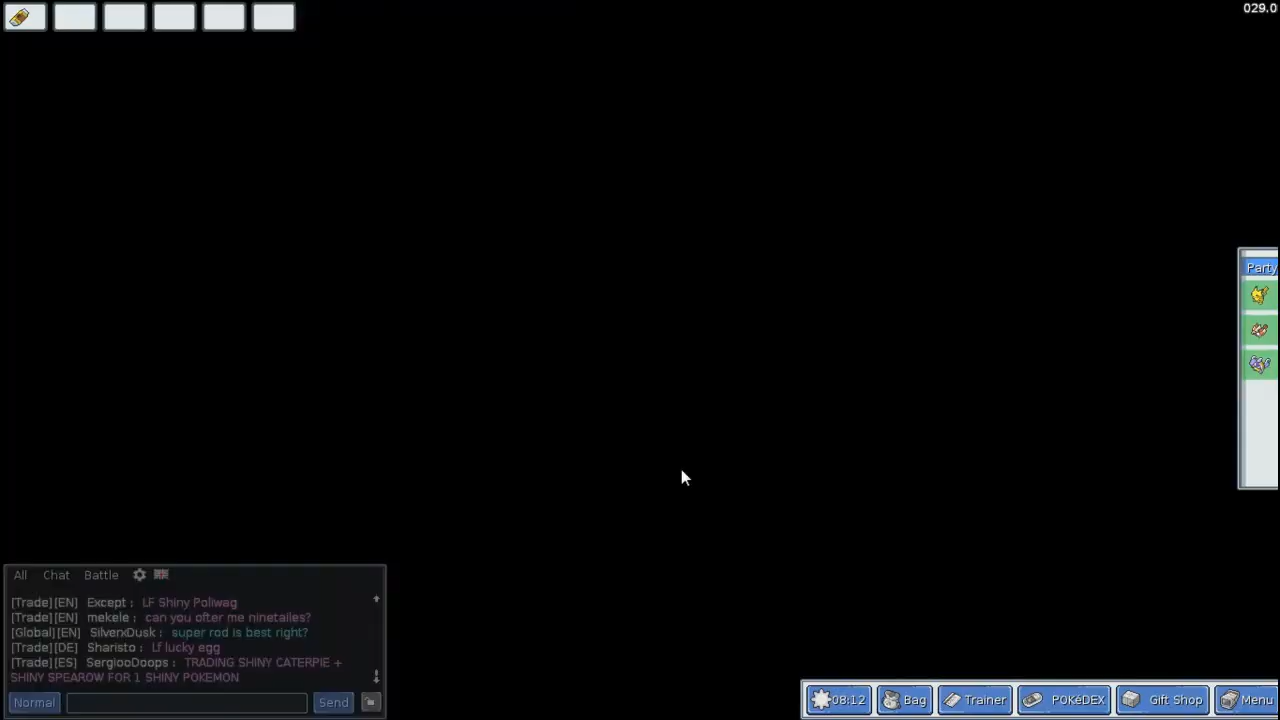 029.0
Party
All Chat Battle
[Trade][EN] Except : LF Shiny Poliwag
[Trade][EN] mekele : can you ofter me ninetailes?
[Global][EN] SilverxDusk : super rod is best right?
[Trade][DE] Sharisto : Lf lucky egg
[Trade][ES] SergiooDoops : TRADING SHINY CATERPIE +
SHINY SPEAROW FOR 1 SHINY POKEMON
Normal Send
08:12 Bag Trainer POKéDEX Gift Shop Menu